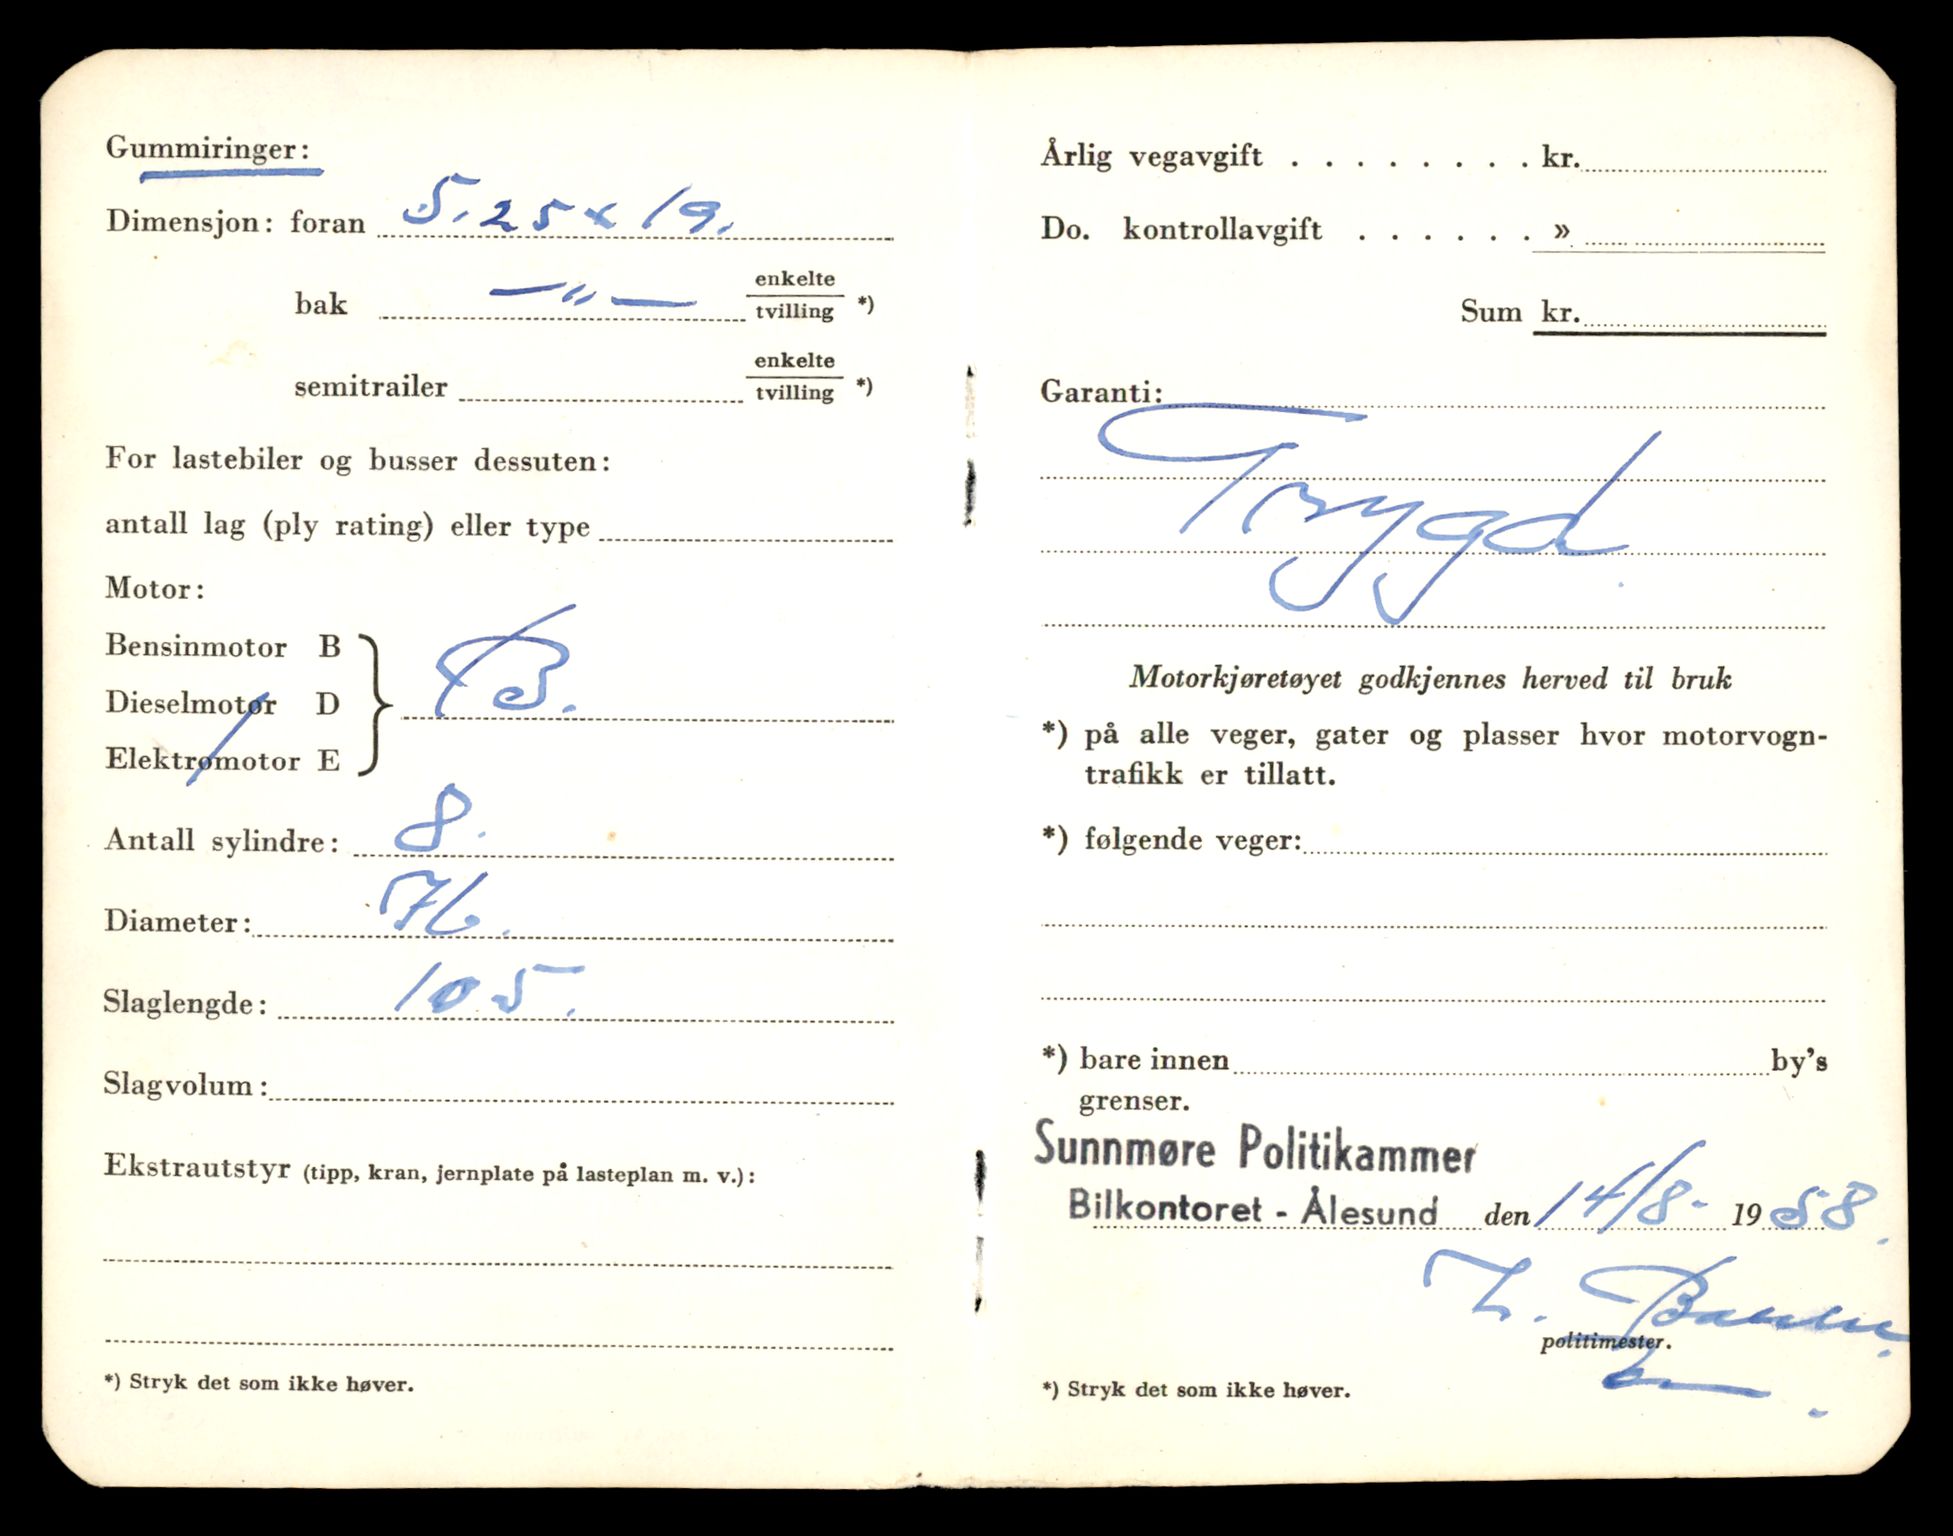 Gummiringer:
Dimensjon: foran 5.25 x 19.
bak —"— enkelte / tvilling *)
semitrailer enkelte / tvilling *)
For lastebiler og busser dessuten:
antall lag (ply rating) eller type
Motor:
Bensinmotor B
Dieselmotor D B.
Elektromotor E
Antall sylindre: 8.
Diameter: 76.
Slaglengde: 105.
Slagvolum:
Ekstrautstyr (tipp, kran, jernplate på lasteplan m. v.):
*) Stryk det som ikke høver.
Årlig vegavgift . . . . . . . . kr.
Do. kontrollavgift . . . . . . »
Sum kr.
Garanti:
Trygd
Motorkjøretøyet godkjennes herved til bruk
*) på alle veger, gater og plasser hvor motorvogn-
trafikk er tillatt.
*) følgende veger:
*) bare innen by's
grenser.
Sunnmøre Politikammer
Bilkontoret - Ålesund den 14/8- 1958.
politimester.
*) Stryk det som ikke høver.